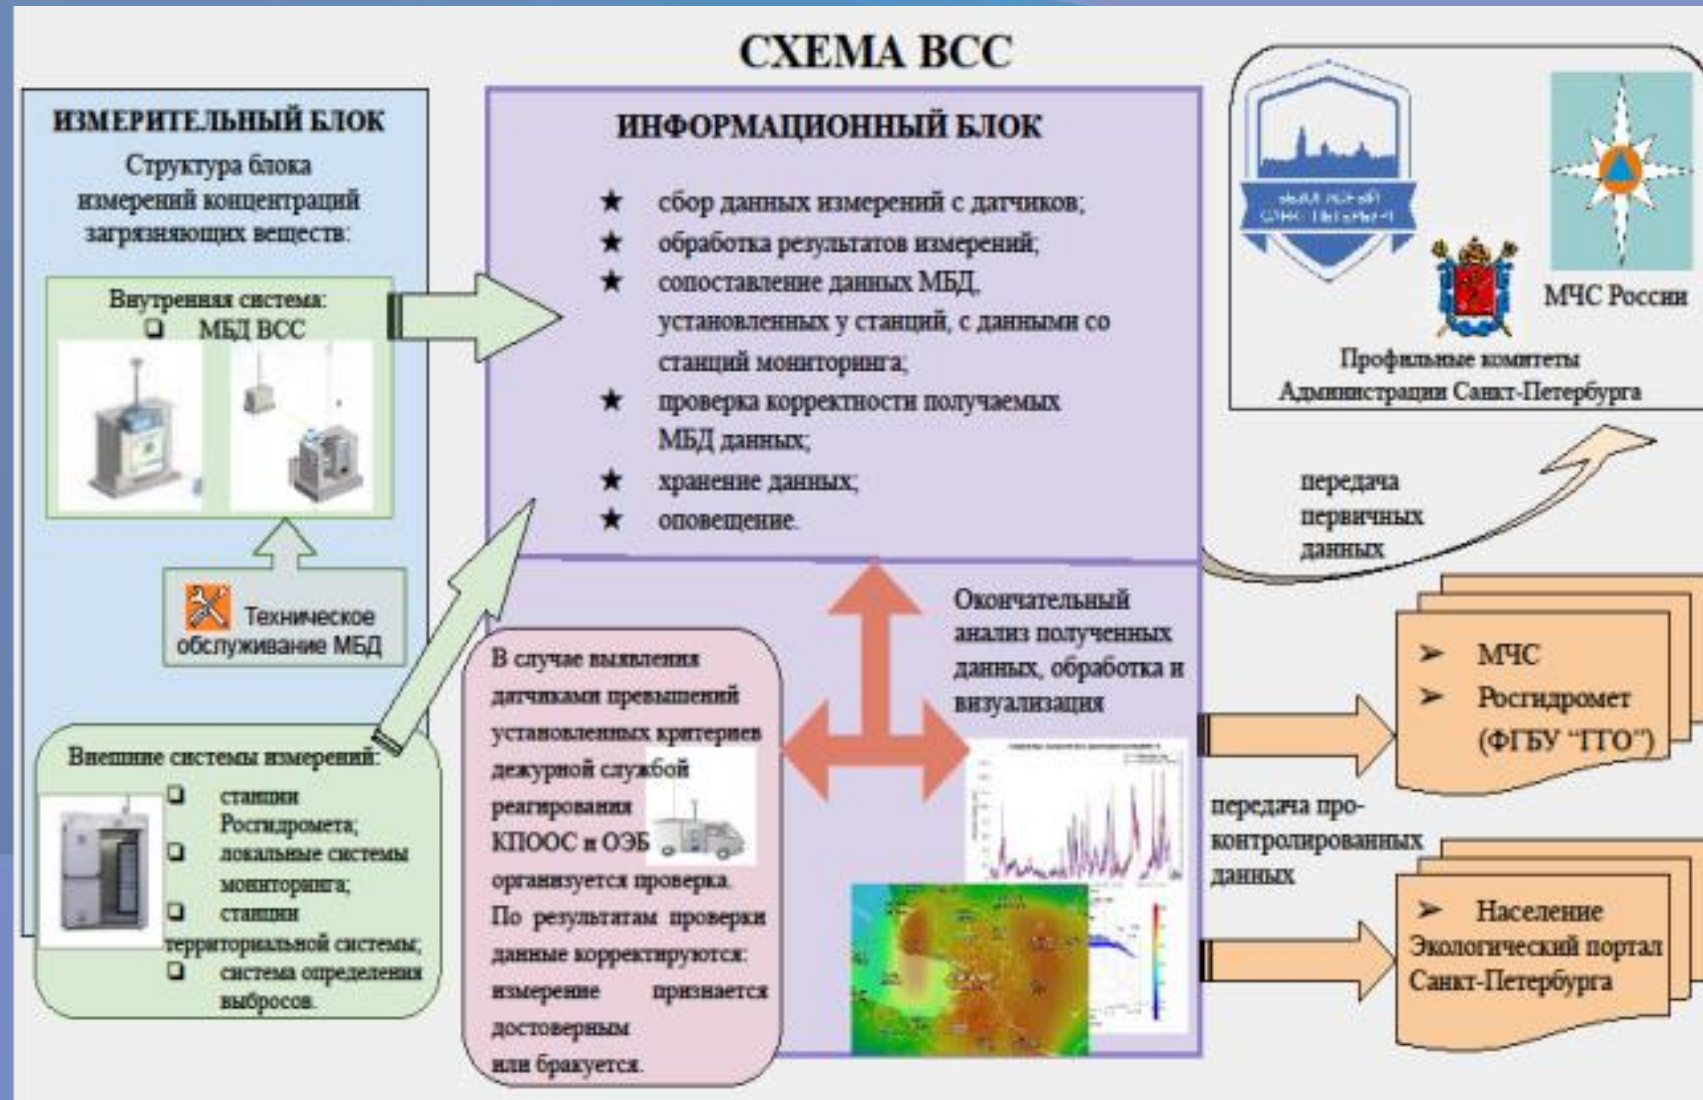 СХЕМА ВСС
ИЗМЕРИТЕЛЬНЫЙ БЛОК
Структура блока
измерений концентраций
загрязняющих веществ:
Внутренняя система:
МБД ВСС
Техническое
обслуживание МБД
Внешние системы измерений:
станции
Росгидромета;
локальные системы
мониторинга;
станции
территориальной системы;
система определения
выбросов.
ИНФОРМАЦИОННЫЙ БЛОК
★ сбор данных измерений с датчиков;
★ обработка результатов измерений;
★ сопоставление данных МБД,
установленных у станций, с данными со
станций мониторинга;
★ проверка корректности получаемых
МБД данных;
★ хранение данных;
★ оповещение.
В случае выявления
датчиками превышений
установленных критериев
дежурной службой
реагирования
КПООС и ОЭБ
организуется проверка.
По результатам проверки
данные корректируются:
измерение признается
достоверным
или бракуется.
Окончательный
анализ полученных
данных, обработка и
визуализация
САНКТ-ПЕТЕРБУРГ
МЧС России
Профильные комитеты
Администрации Санкт-Петербурга
передача
первичных
данных
➢ МЧС
➢ Росгидромет
(ФГБУ “ГГО”)
передача про-
контролированных
данных
➢ Население
Экологический портал
Санкт-Петербурга